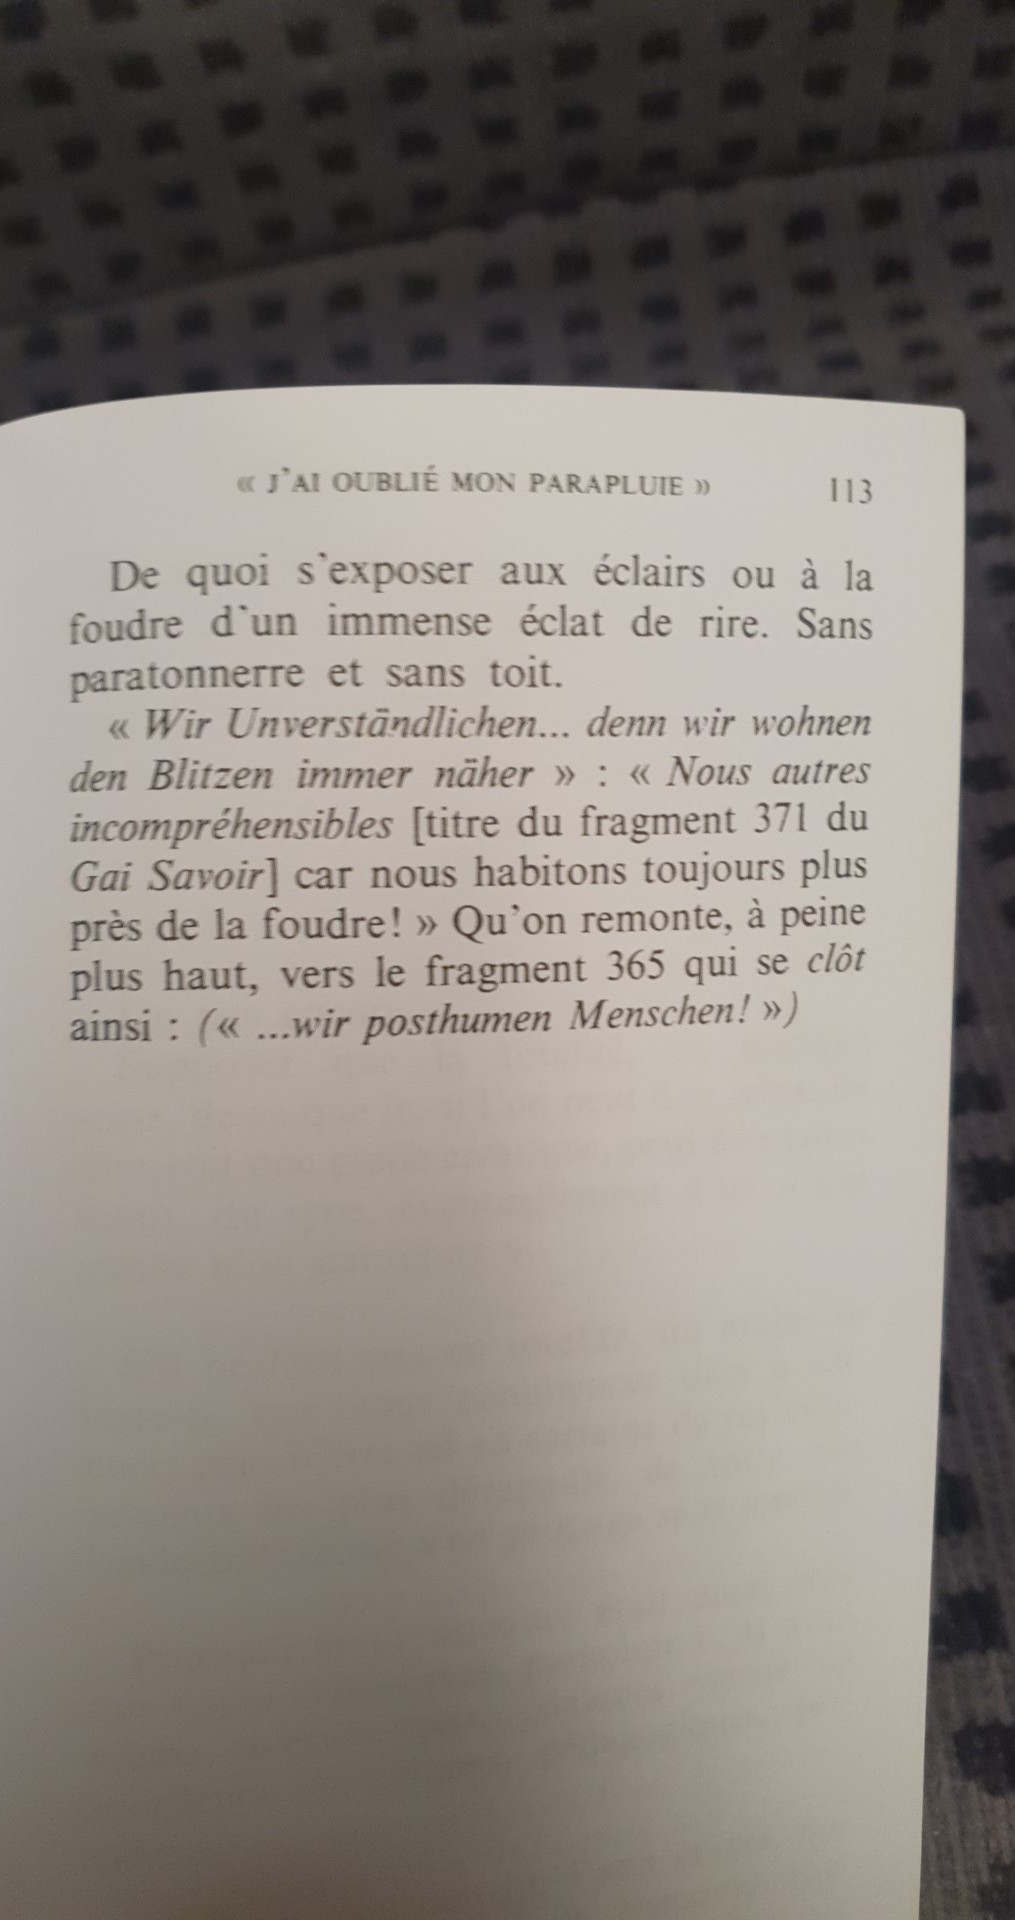 « J'AI OUBLIÉ MON PARAPLUIE » 113
De quoi s'exposer aux éclairs ou à la
foudre d'un immense éclat de rire. Sans
paratonnerre et sans toit.
« Wir Unverständlichen... denn wir wohnen
den Blitzen immer näher » : « Nous autres
incompréhensibles [titre du fragment 371 du
Gai Savoir] car nous habitons toujours plus
près de la foudre! » Qu'on remonte, à peine
plus haut, vers le fragment 365 qui se clôt
ainsi : (« ...wir posthumen Menschen! »)